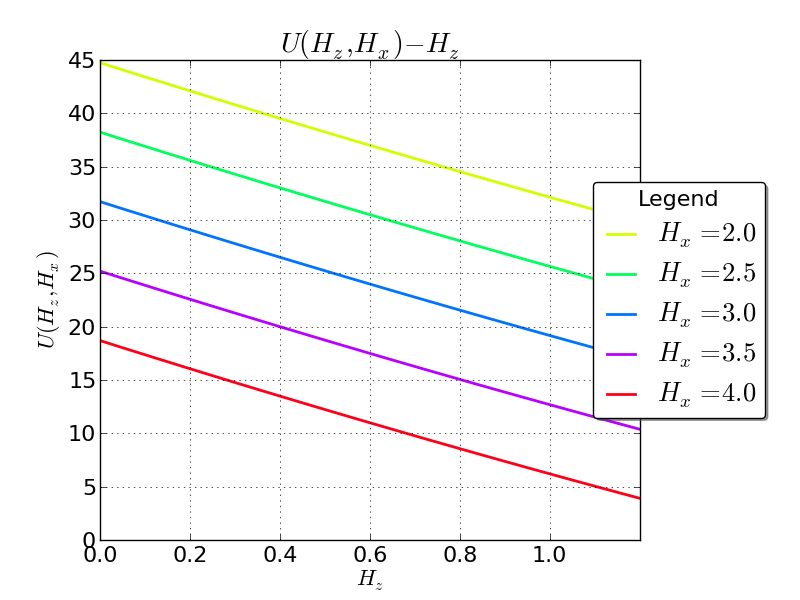 U(H_z,H_x)−H_z
45
40
35
30
25
20
15
10
5
0
U(H_z,H_x)
0.0 0.2 0.4 0.6 0.8 1.0
H_z
Legend
H_x =2.0
H_x =2.5
H_x =3.0
H_x =3.5
H_x =4.0